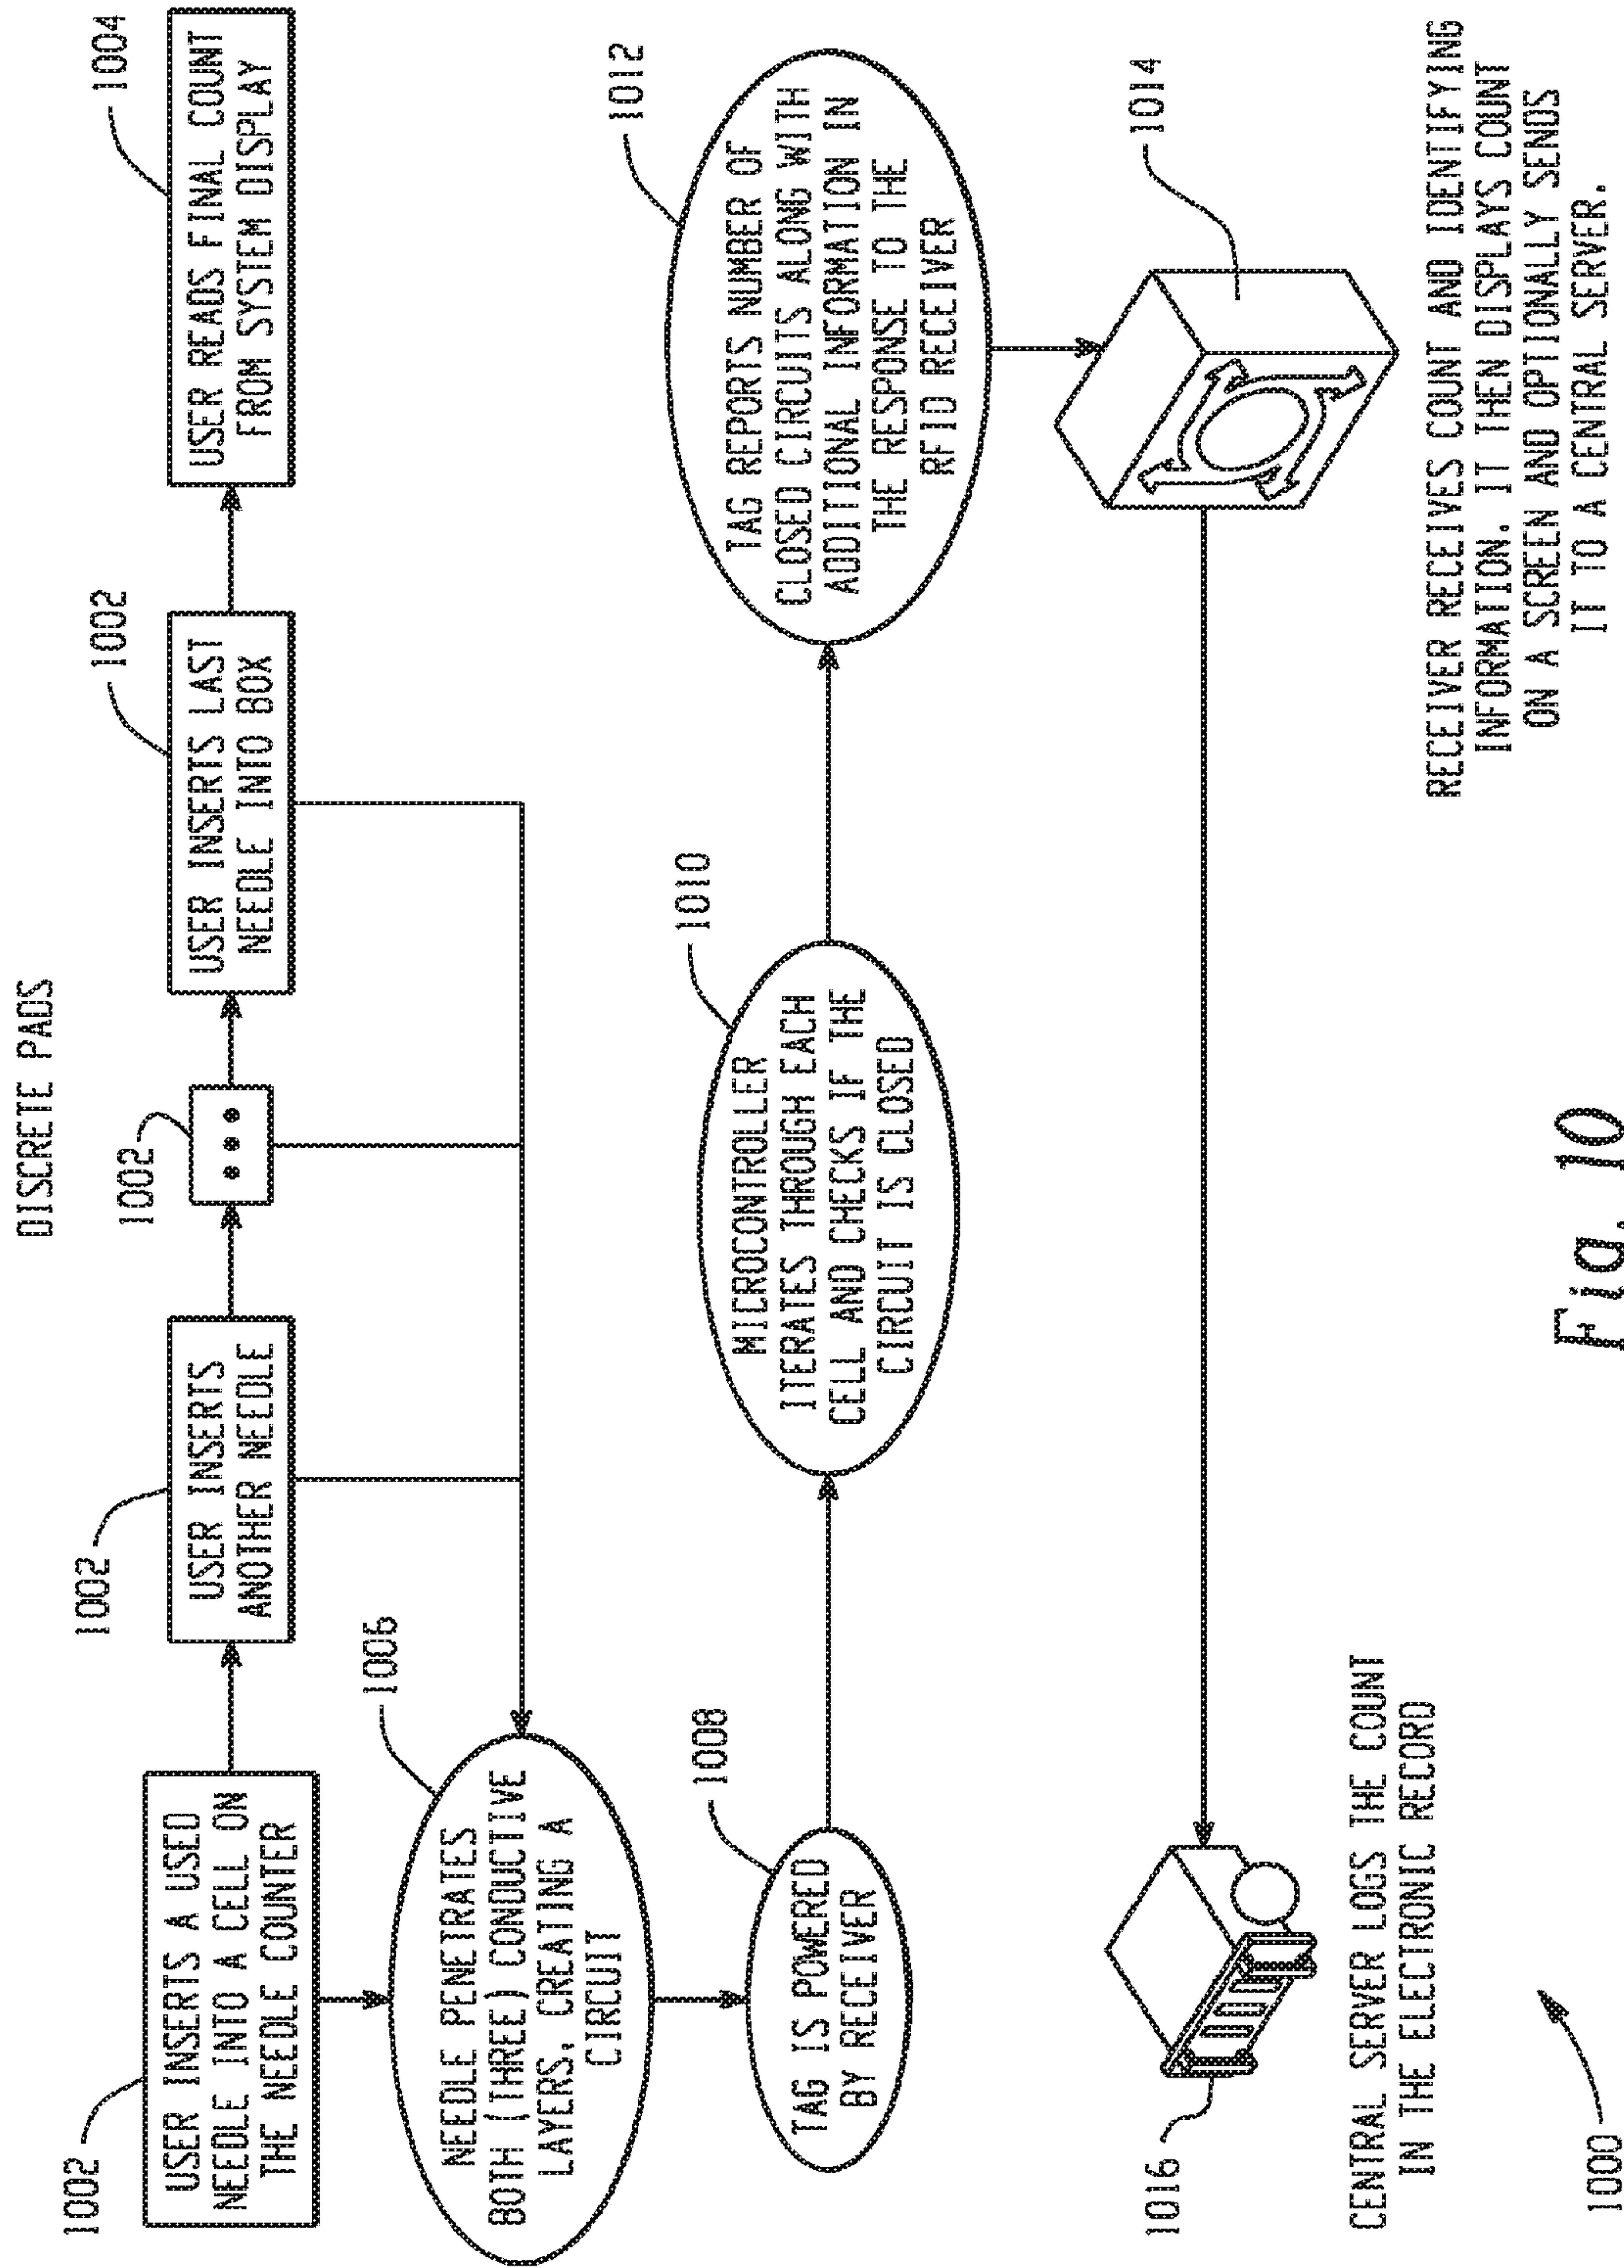 DISCRETE PADS
1002
USER INSERTS A USED
NEEDLE INTO A CELL ON
THE NEEDLE COUNTER
1002
USER INSERTS
ANOTHER NEEDLE
1002
1002
USER INSERTS LAST
NEEDLE INTO BOX
1004
USER READS FINAL COUNT
FROM SYSTEM DISPLAY
1006
NEEDLE PENETRATES
BOTH (THREE) CONDUCTIVE
LAYERS, CREATING A
CIRCUIT
1008
TAG IS POWERED
BY RECEIVER
1010
MICROCONTROLLER
ITERATES THROUGH EACH
CELL AND CHECKS IF THE
CIRCUIT IS CLOSED
1012
TAG REPORTS NUMBER OF
CLOSED CIRCUITS ALONG WITH
ADDITIONAL INFORMATION IN
THE RESPONSE TO THE
RFID RECEIVER
1014
RECEIVER RECEIVES COUNT AND IDENTIFYING
INFORMATION. IT THEN DISPLAYS COUNT
ON A SCREEN AND OPTIONALLY SENDS
IT TO A CENTRAL SERVER.
1016
CENTRAL SERVER LOGS THE COUNT
IN THE ELECTRONIC RECORD
1000
Fig. 10